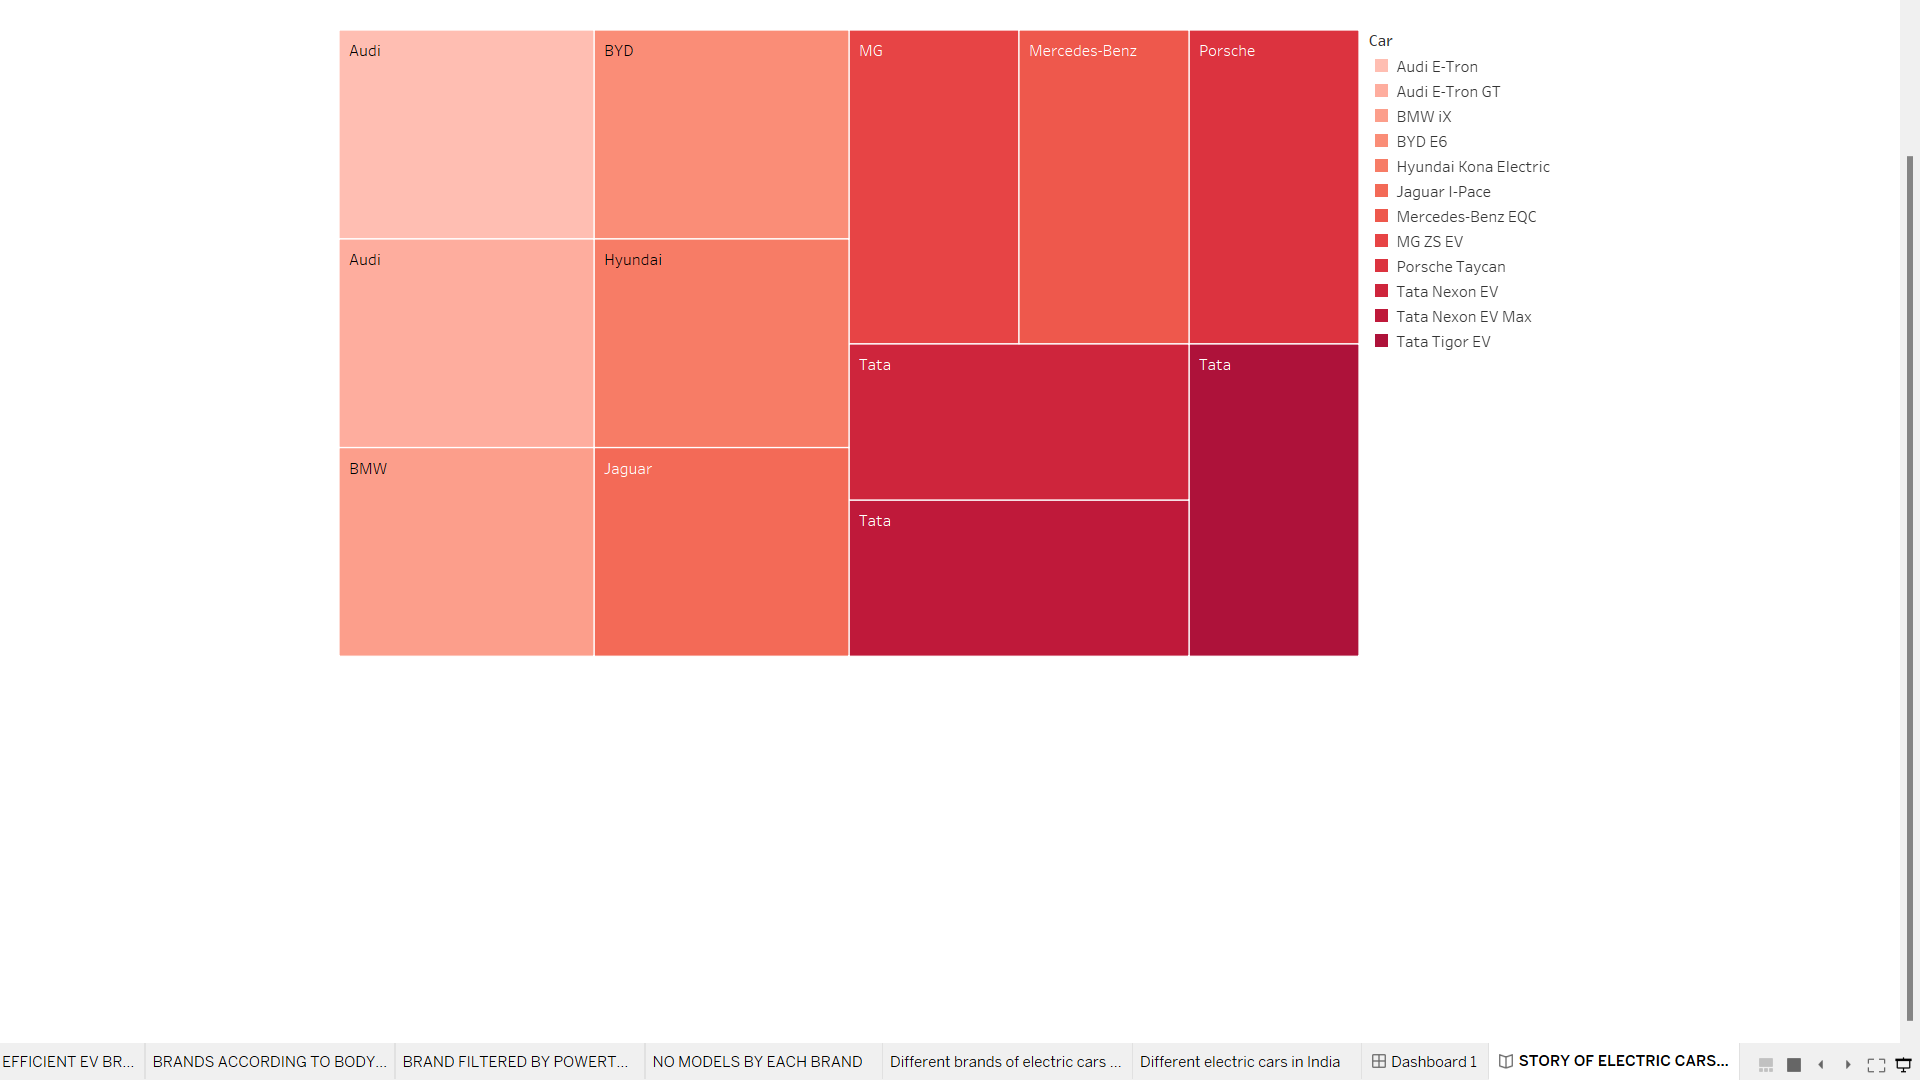 Audi
BYD
MG
Mercedes-Benz
Porsche
Audi
Hyundai
BMW
Jaguar
Tata
Tata
Tata
Car
Audi E-Tron
Audi E-Tron GT
BMW iX
BYD E6
Hyundai Kona Electric
Jaguar I-Pace
Mercedes-Benz EQC
MG ZS EV
Porsche Taycan
Tata Nexon EV
Tata Nexon EV Max
Tata Tigor EV
EFFICIENT EV BR...
BRANDS ACCORDING TO BODY...
BRAND FILTERED BY POWERT...
NO MODELS BY EACH BRAND
Different brands of electric cars ...
Different electric cars in India
Dashboard 1
STORY OF ELECTRIC CARS...